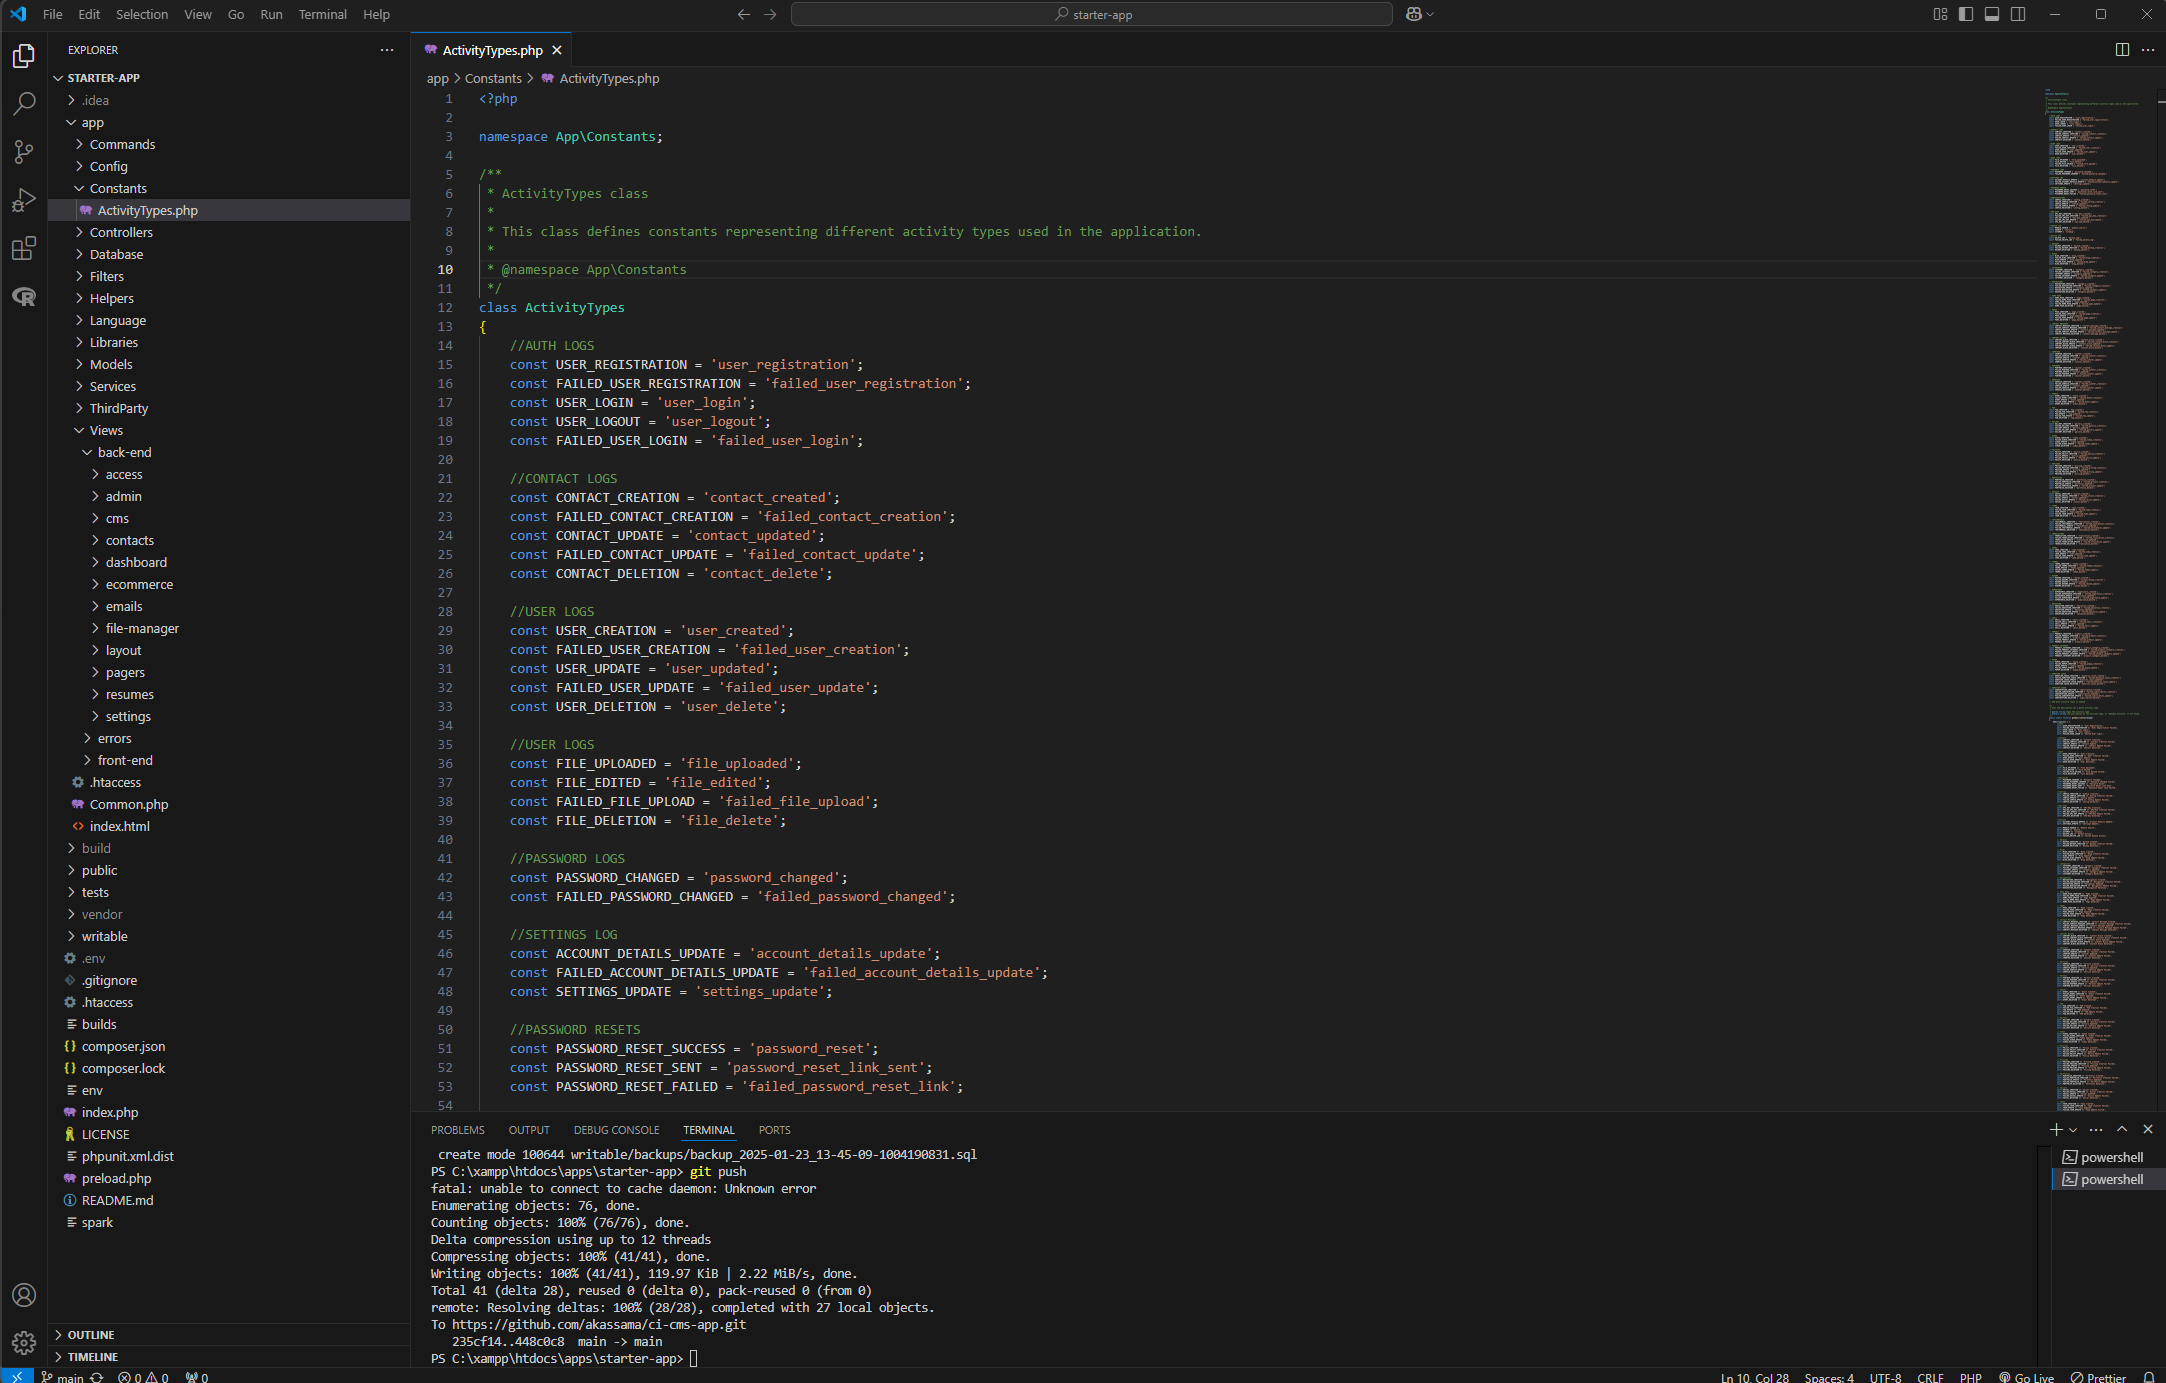 File Edit Selection View Go Run Terminal Help
starter-app
EXPLORER
STARTER-APP
.idea
app
Commands
Config
Constants
ActivityTypes.php
Controllers
Database
Filters
Helpers
Language
Libraries
Models
Services
ThirdParty
Views
back-end
access
admin
cms
contacts
dashboard
ecommerce
emails
file-manager
layout
pagers
resumes
settings
errors
front-end
.htaccess
Common.php
index.html
build
public
tests
vendor
writable
.env
.gitignore
.htaccess
builds
composer.json
composer.lock
env
index.php
LICENSE
phpunit.xml.dist
preload.php
README.md
spark
OUTLINE
TIMELINE
ActivityTypes.php
app > Constants > ActivityTypes.php
1 <?php
2
3 namespace App\Constants;
4
5 /**
6 * ActivityTypes class
7 *
8 * This class defines constants representing different activity types used in the application.
9 *
10 * @namespace App\Constants
11 */
12 class ActivityTypes
13 {
14 //AUTH LOGS
15 const USER_REGISTRATION = 'user_registration';
16 const FAILED_USER_REGISTRATION = 'failed_user_registration';
17 const USER_LOGIN = 'user_login';
18 const USER_LOGOUT = 'user_logout';
19 const FAILED_USER_LOGIN = 'failed_user_login';
20
21 //CONTACT LOGS
22 const CONTACT_CREATION = 'contact_created';
23 const FAILED_CONTACT_CREATION = 'failed_contact_creation';
24 const CONTACT_UPDATE = 'contact_updated';
25 const FAILED_CONTACT_UPDATE = 'failed_contact_update';
26 const CONTACT_DELETION = 'contact_delete';
27
28 //USER LOGS
29 const USER_CREATION = 'user_created';
30 const FAILED_USER_CREATION = 'failed_user_creation';
31 const USER_UPDATE = 'user_updated';
32 const FAILED_USER_UPDATE = 'failed_user_update';
33 const USER_DELETION = 'user_delete';
34
35 //USER LOGS
36 const FILE_UPLOADED = 'file_uploaded';
37 const FILE_EDITED = 'file_edited';
38 const FAILED_FILE_UPLOAD = 'failed_file_upload';
39 const FILE_DELETION = 'file_delete';
40
41 //PASSWORD LOGS
42 const PASSWORD_CHANGED = 'password_changed';
43 const FAILED_PASSWORD_CHANGED = 'failed_password_changed';
44
45 //SETTINGS LOG
46 const ACCOUNT_DETAILS_UPDATE = 'account_details_update';
47 const FAILED_ACCOUNT_DETAILS_UPDATE = 'failed_account_details_update';
48 const SETTINGS_UPDATE = 'settings_update';
49
50 //PASSWORD RESETS
51 const PASSWORD_RESET_SUCCESS = 'password_reset';
52 const PASSWORD_RESET_SENT = 'password_reset_link_sent';
53 const PASSWORD_RESET_FAILED = 'failed_password_reset_link';
54
PROBLEMS OUTPUT DEBUG CONSOLE TERMINAL PORTS
create mode 100644 writable/backups/backup_2025-01-23_13-45-09-1004190831.sql
PS C:\xampp\htdocs\apps\starter-app> git push
fatal: unable to connect to cache daemon: Unknown error
Enumerating objects: 76, done.
Counting objects: 100% (76/76), done.
Delta compression using up to 12 threads
Compressing objects: 100% (41/41), done.
Writing objects: 100% (41/41), 119.97 KiB | 2.22 MiB/s, done.
Total 41 (delta 28), reused 0 (delta 0), pack-reused 0 (from 0)
remote: Resolving deltas: 100% (28/28), completed with 27 local objects.
To https://github.com/akassama/ci-cms-app.git
235cf14..448c0c8 main -> main
PS C:\xampp\htdocs\apps\starter-app>
powershell
powershell
main 0 0 0
Ln 10, Col 28 Spaces: 4 UTF-8 CRLF PHP Go Live Prettier